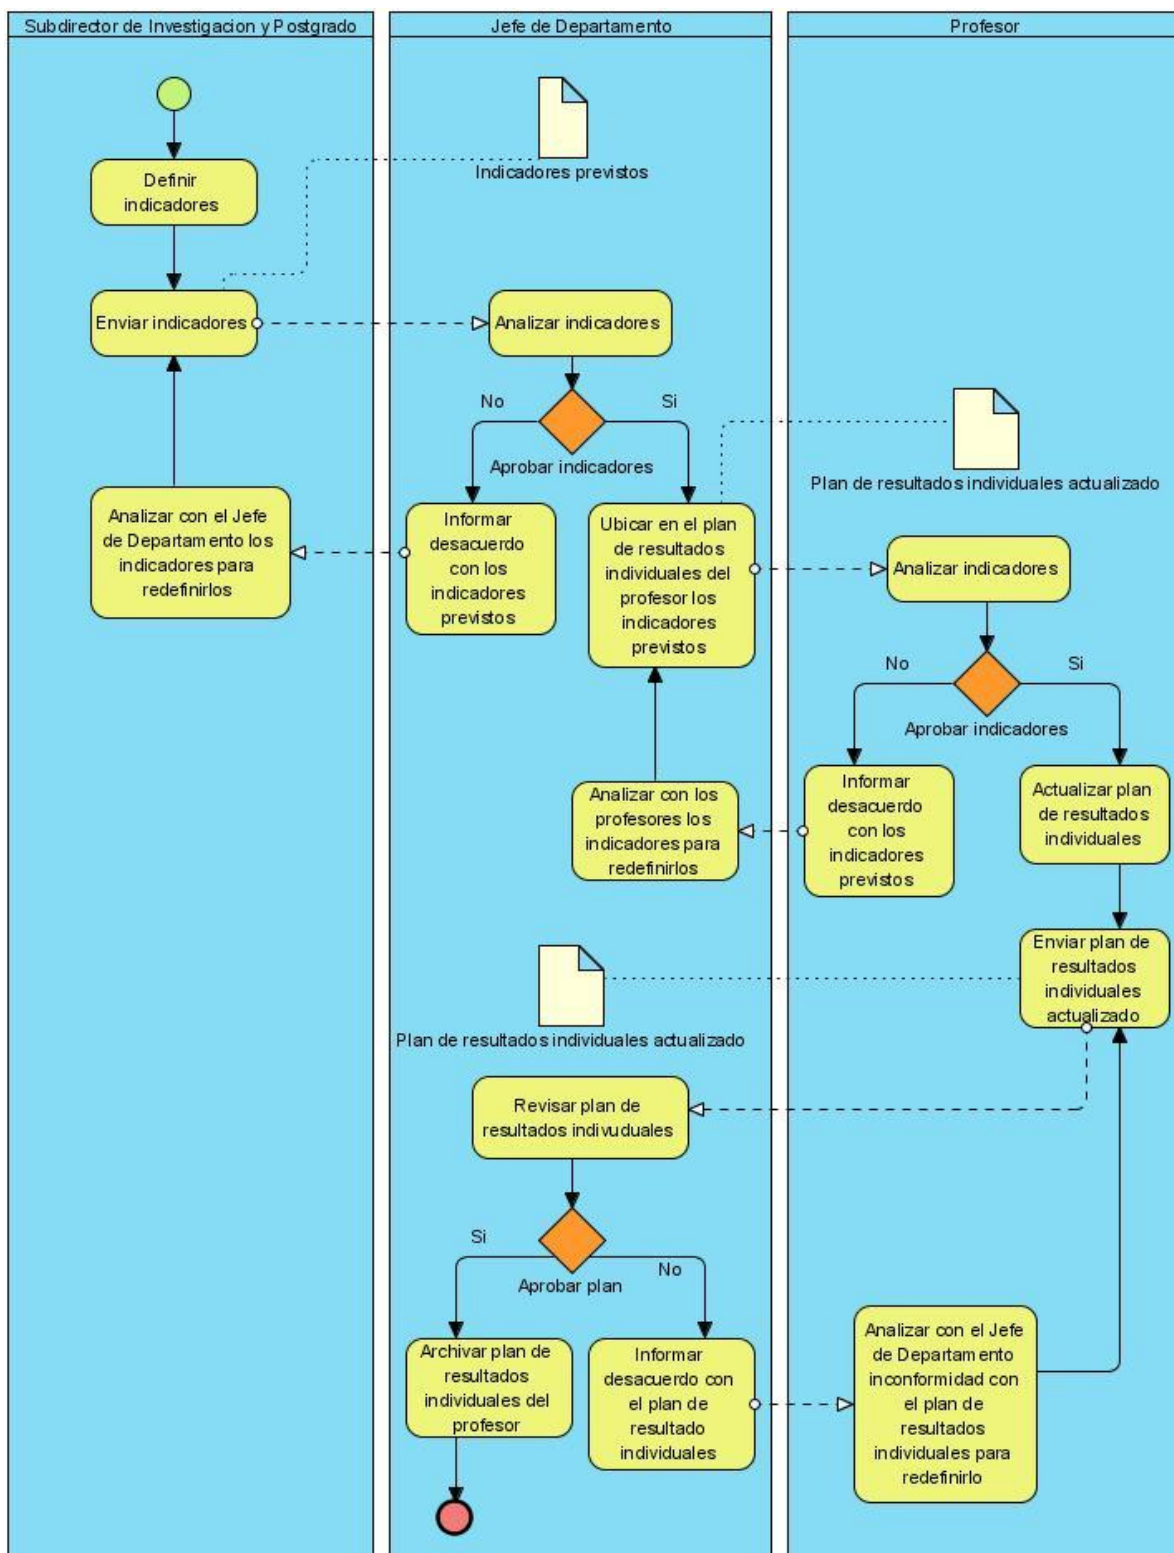 Subdirector de Investigacion y Postgrado
Jefe de Departamento
Profesor
Definir
indicadores
Indicadores previstos
Enviar indicadores
Analizar indicadores
No
Si
Aprobar indicadores
Plan de resultados individuales actualizado
Analizar con el Jefe
de Departamento los
indicadores para
redefinirlos
Informar
desacuerdo
con los
indicadores
previstos
Ubicar en el plan
de resultados
individuales del
profesor los
indicadores
previstos
Analizar indicadores
No
Si
Aprobar indicadores
Analizar con los
profesores los
indicadores para
redefinirlos
Informar
desacuerdo
con los
indicadores
previstos
Actualizar plan
de resultados
individuales
Enviar plan de
resultados
individuales
actualizado
Plan de resultados individuales actualizado
Revisar plan de
resultados indivuduales
Si
No
Aprobar plan
Archivar plan de
resultados
individuales del
profesor
Informar
desacuerdo con
el plan de
resultado
individuales
Analizar con el Jefe
de Departamento
inconformidad con
el plan de
resultados
individuales para
redefinirlo